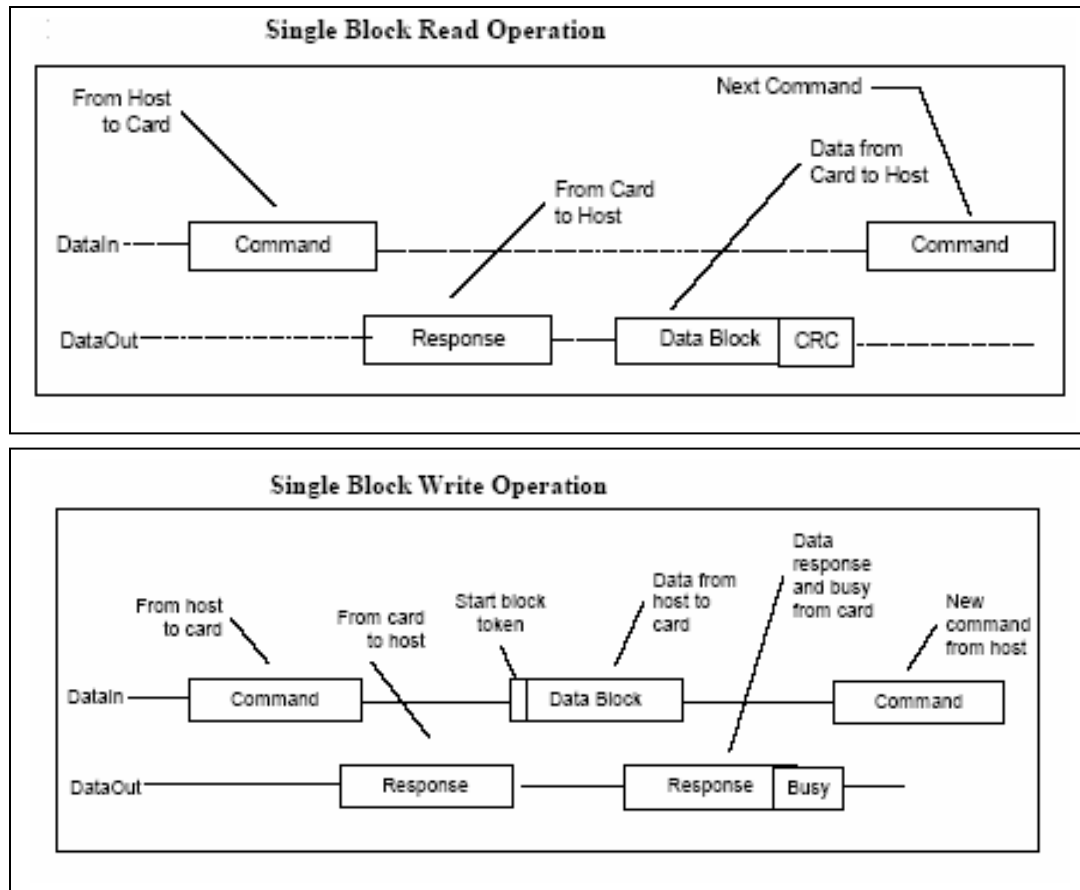 Single Block Read Operation
From Host
to Card
Next Command
Data from
Card to Host
From Card
to Host
DataIn
Command
Command
DataOut
Response
Data Block
CRC
Single Block Write Operation
Data
response
and busy
from card
From host
to card
From card
to host
Start block
token
Data from
host to
card
New
command
from host
DataIn
Command
Data Block
Command
DataOut
Response
Response
Busy